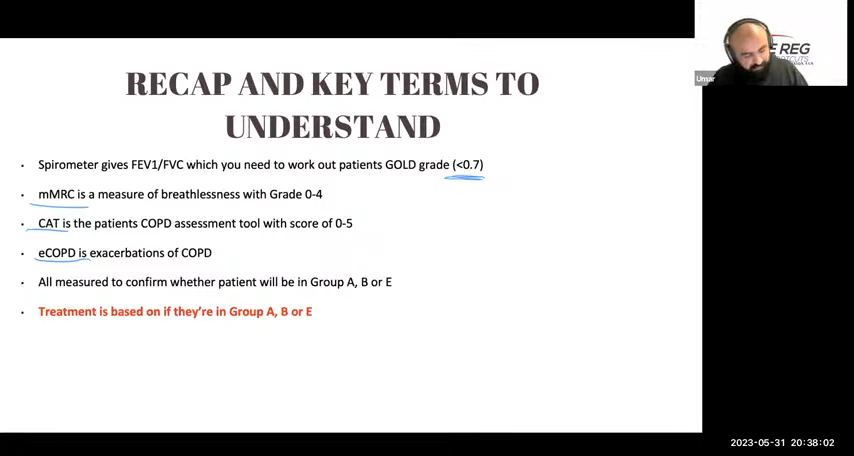 RECAP AND KEY TERMS TO
UNDERSTAND
• Spirometer gives FEV1/FVC which you need to work out patients GOLD grade (<0.7)
• mMRC is a measure of breathlessness with Grade 0-4
• CAT is the patients COPD assessment tool with score of 0-5
• eCOPD is exacerbations of COPD
• All measured to confirm whether patient will be in Group A, B or E
• Treatment is based on if they're in Group A, B or E
E REG
Umar
2023-05-31 20:38:02